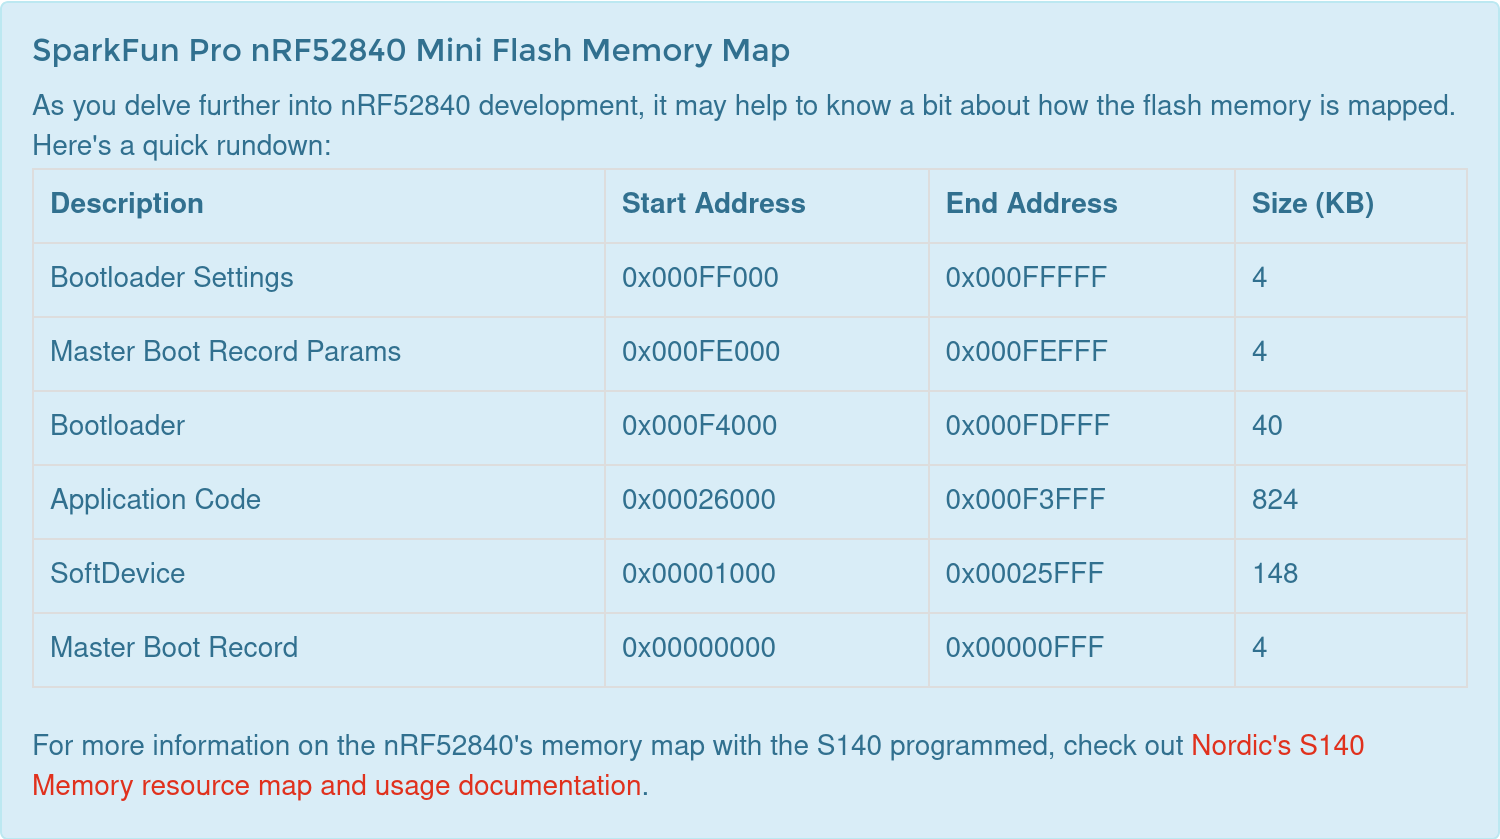 SparkFun Pro nRF52840 Mini Flash Memory Map
As you delve further into nRF52840 development, it may help to know a bit about how the flash memory is mapped.
Here's a quick rundown:
Description Start Address End Address Size (KB)
Bootloader Settings 0x000FF000 0x000FFFFF 4
Master Boot Record Params 0x000FE000 0x000FEFFF 4
Bootloader 0x000F4000 0x000FDFFF 40
Application Code 0x00026000 0x000F3FFF 824
SoftDevice 0x00001000 0x00025FFF 148
Master Boot Record 0x00000000 0x00000FFF 4
For more information on the nRF52840's memory map with the S140 programmed, check out Nordic's S140
Memory resource map and usage documentation.